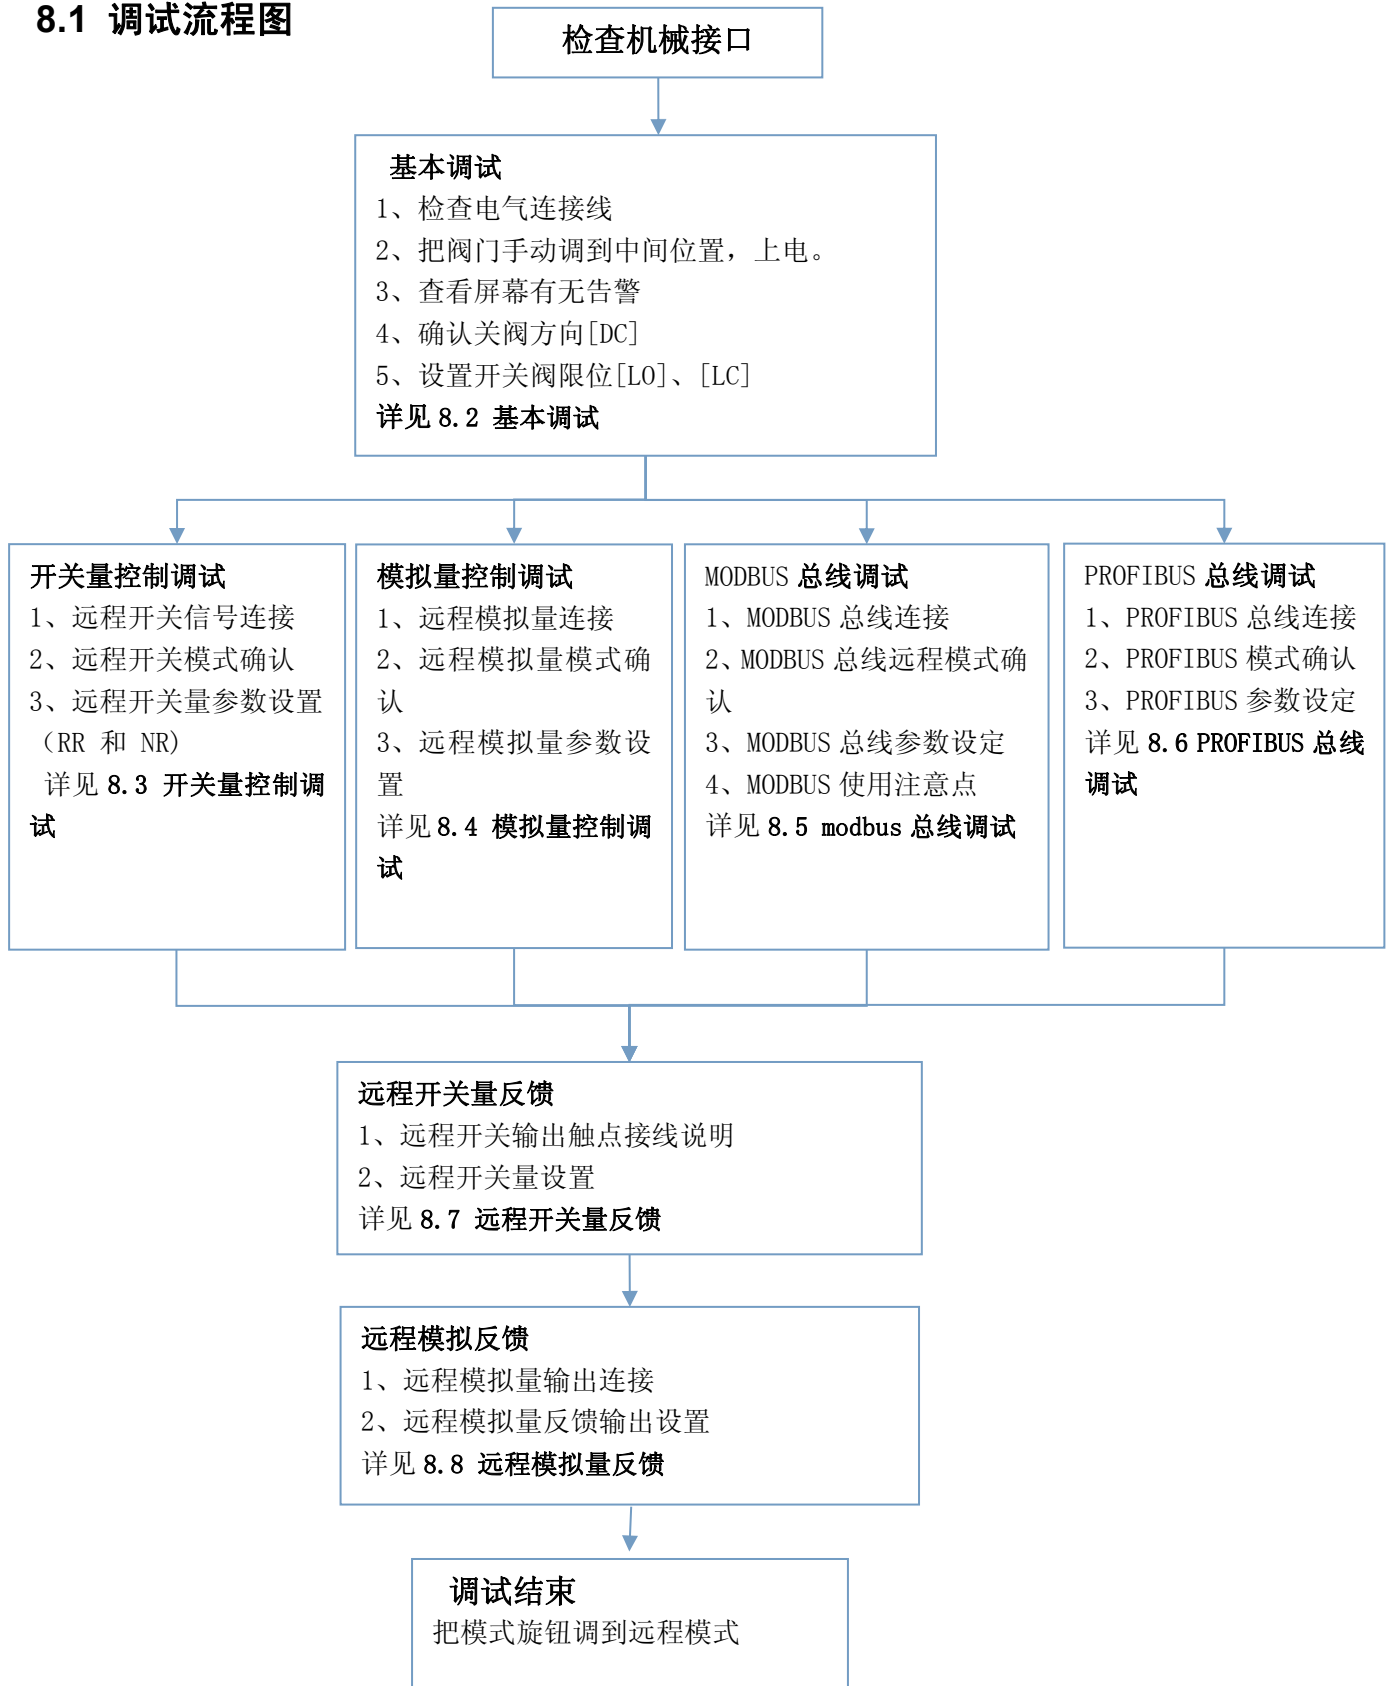 8.1 调试流程图
检查机械接口
基本调试
1、检查电气连接线
2、把阀门手动调到中间位置，上电。
3、查看屏幕有无告警
4、确认关阀方向[DC]
5、设置开关阀限位[LO]、[LC]
详见 8.2 基本调试
开关量控制调试
1、远程开关信号连接
2、远程开关模式确认
3、远程开关量参数设置
（RR 和 NR)
详见 8.3 开关量控制调
试
模拟量控制调试
1、远程模拟量连接
2、远程模拟量模式确
认
3、远程模拟量参数设
置
详见 8.4 模拟量控制调
试
MODBUS 总线调试
1、MODBUS 总线连接
2、MODBUS 总线远程模式确
认
3、MODBUS 总线参数设定
4、MODBUS 使用注意点
详见 8.5 modbus 总线调试
PROFIBUS 总线调试
1、PROFIBUS 总线连接
2、PROFIBUS 模式确认
3、PROFIBUS 参数设定
详见 8.6 PROFIBUS 总线
调试
远程开关量反馈
1、远程开关输出触点接线说明
2、远程开关量设置
详见 8.7 远程开关量反馈
远程模拟反馈
1、远程模拟量输出连接
2、远程模拟量反馈输出设置
详见 8.8 远程模拟量反馈
调试结束
把模式旋钮调到远程模式